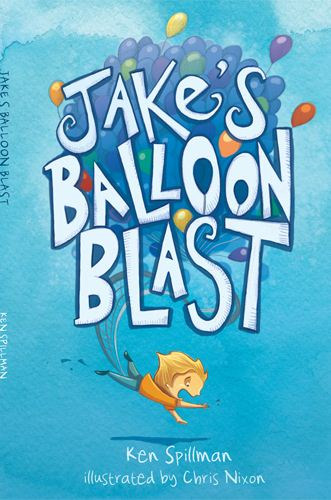 JAKE'S BALLOON BLAST
KEN SPILLMAN
JAKE'S
BALLOON
BLAST
Ken Spillman
illustrated by Chris Nixon